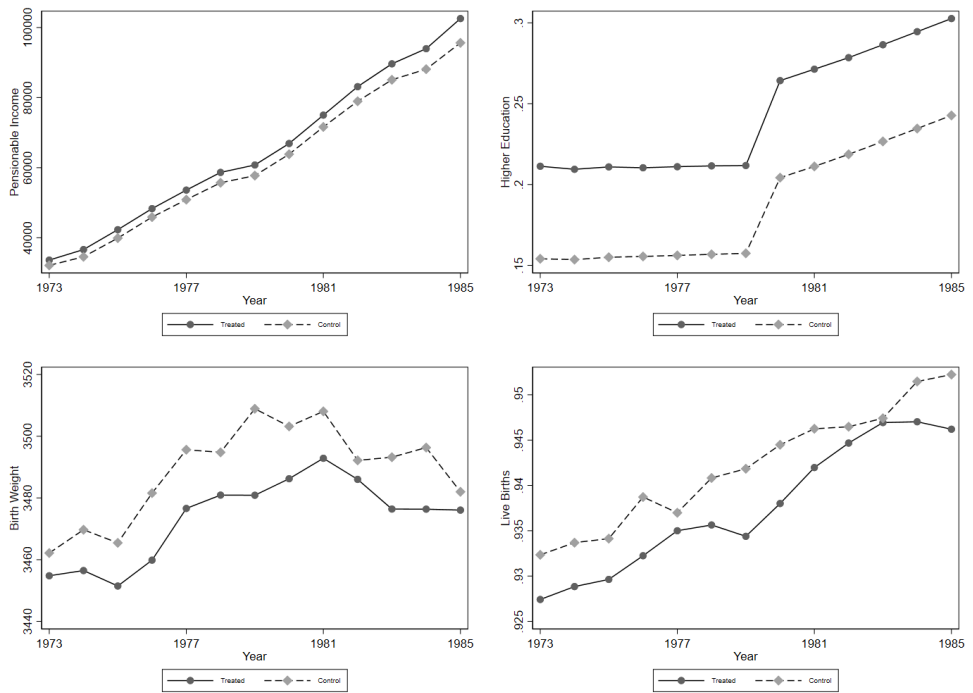 Pensionable Income
100000
80000
60000
40000
1973 1977 1981 1985
Year
Treated Control
Higher Education
.3
.25
.2
.15
1973 1977 1981 1985
Year
Treated Control
Birth Weight
3520
3500
3480
3460
3440
1973 1977 1981 1985
Year
Treated Control
Live Births
.95
.945
.94
.935
.93
.925
1973 1977 1981 1985
Year
Treated Control